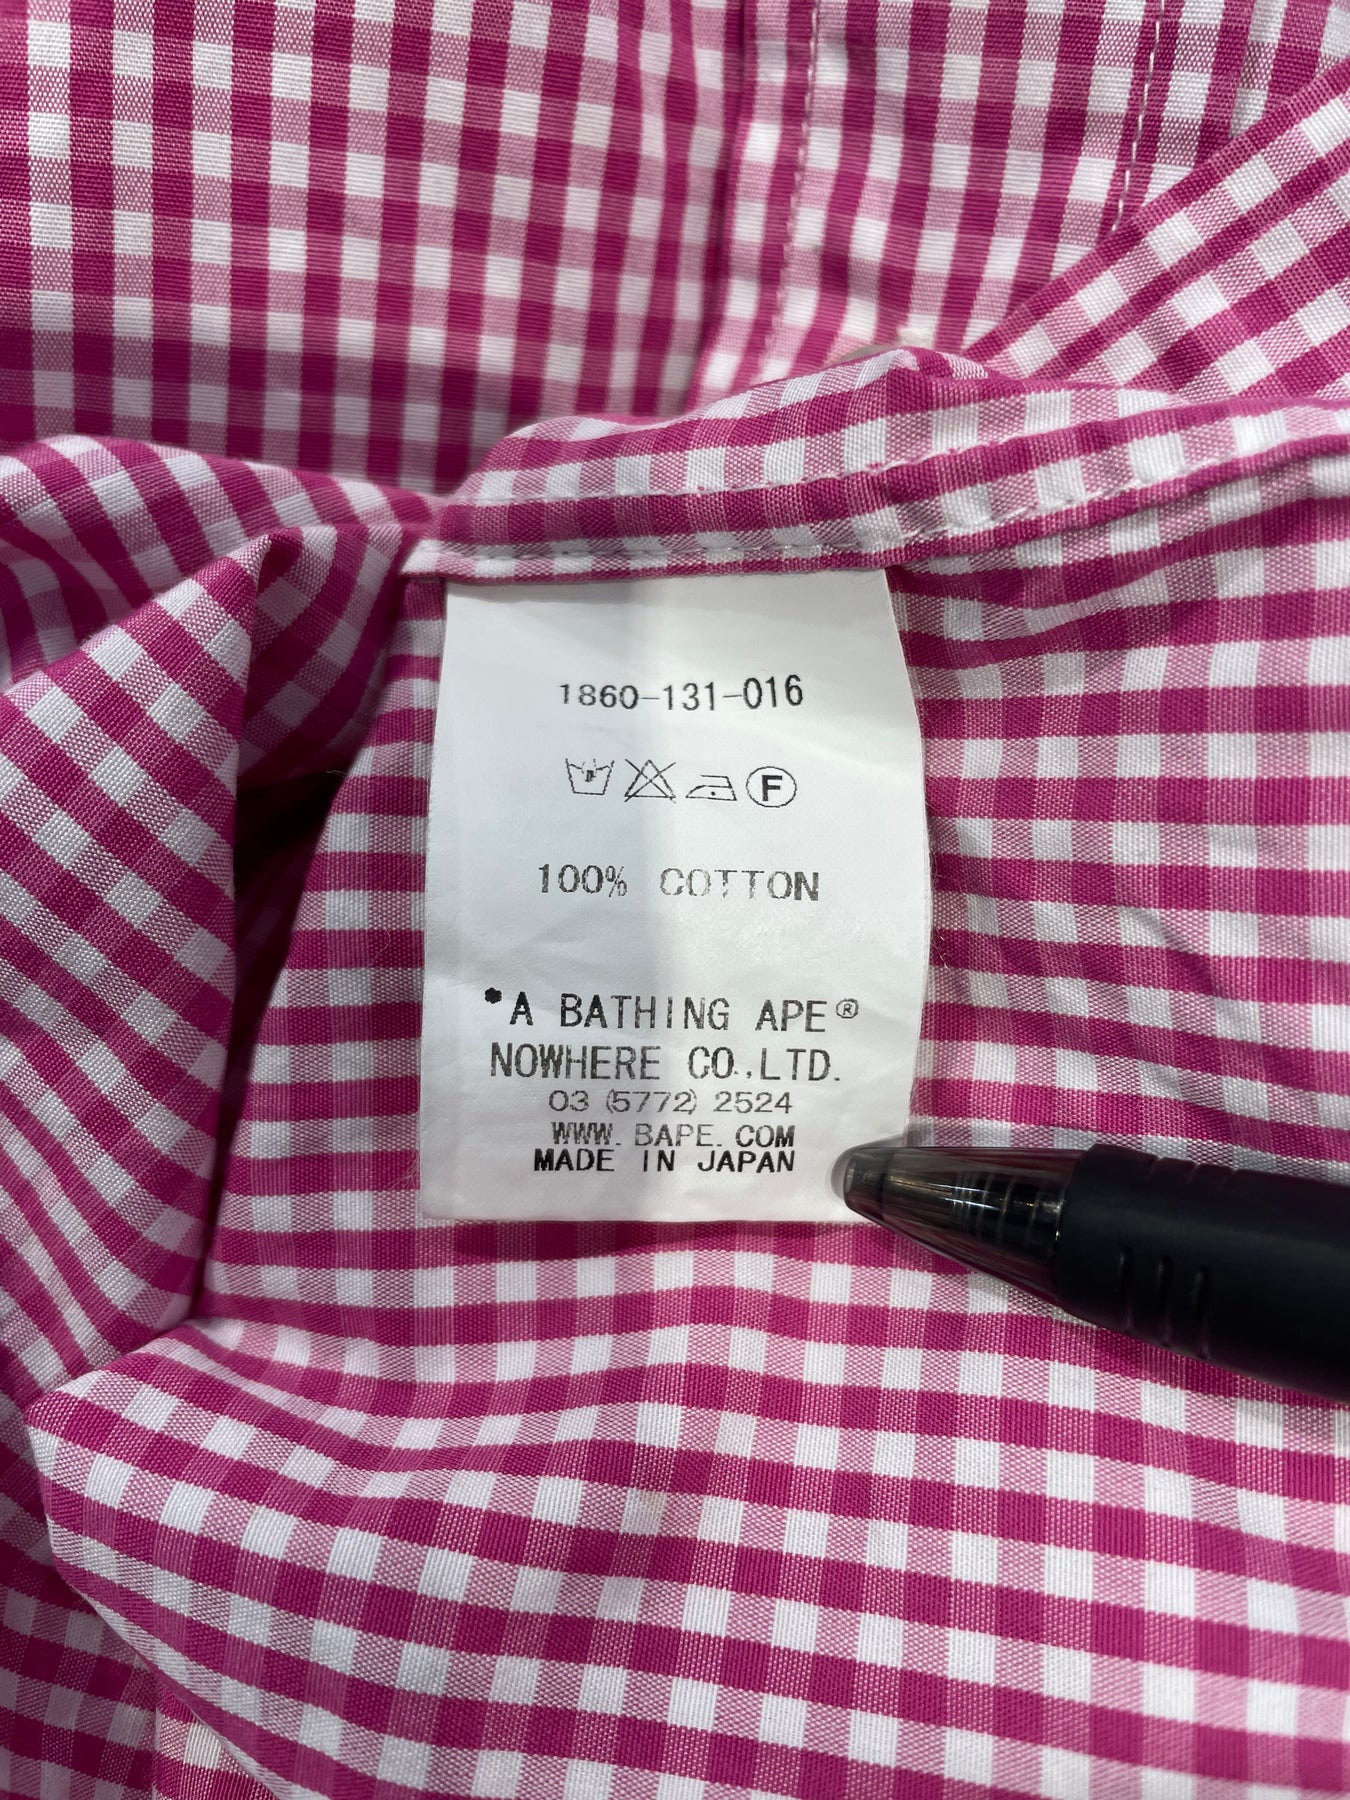 1860-131-016
F
100% COTTON
A BATHING APE®
NOWHERE CO.,LTD.
03 (5772) 2524
WWW. BAPE. COM
MADE IN JAPAN